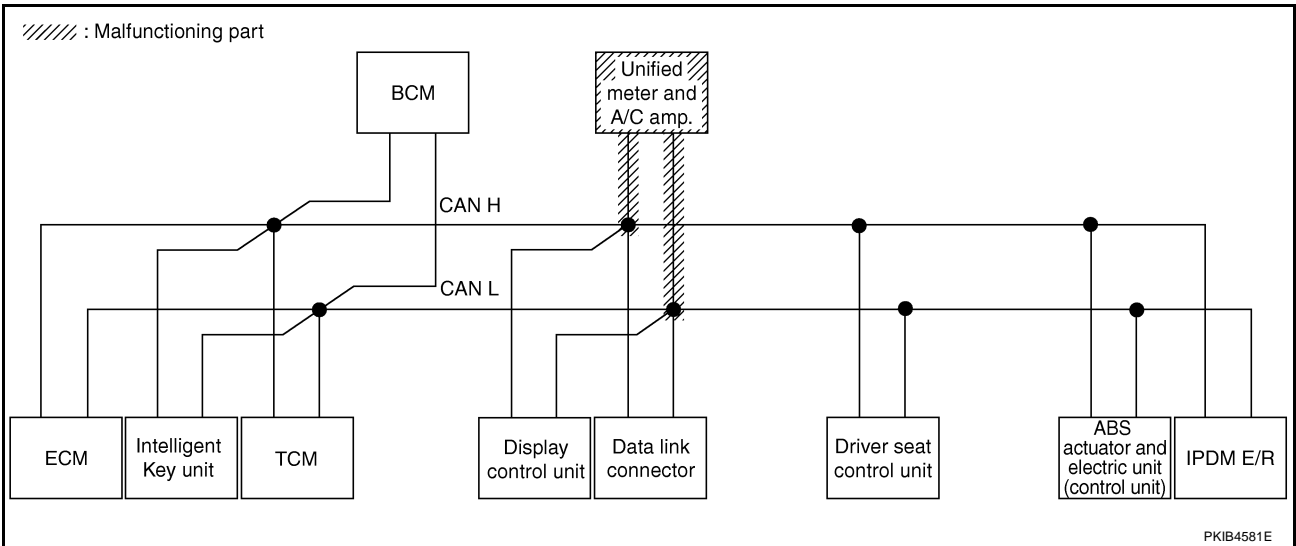 : Malfunctioning part
BCM
Unified
meter and
A/C amp.
CAN H
CAN L
ECM
Intelligent
Key unit
TCM
Display
control unit
Data link
connector
Driver seat
control unit
ABS
actuator and
electric unit
(control unit)
IPDM E/R
PKIB4581E